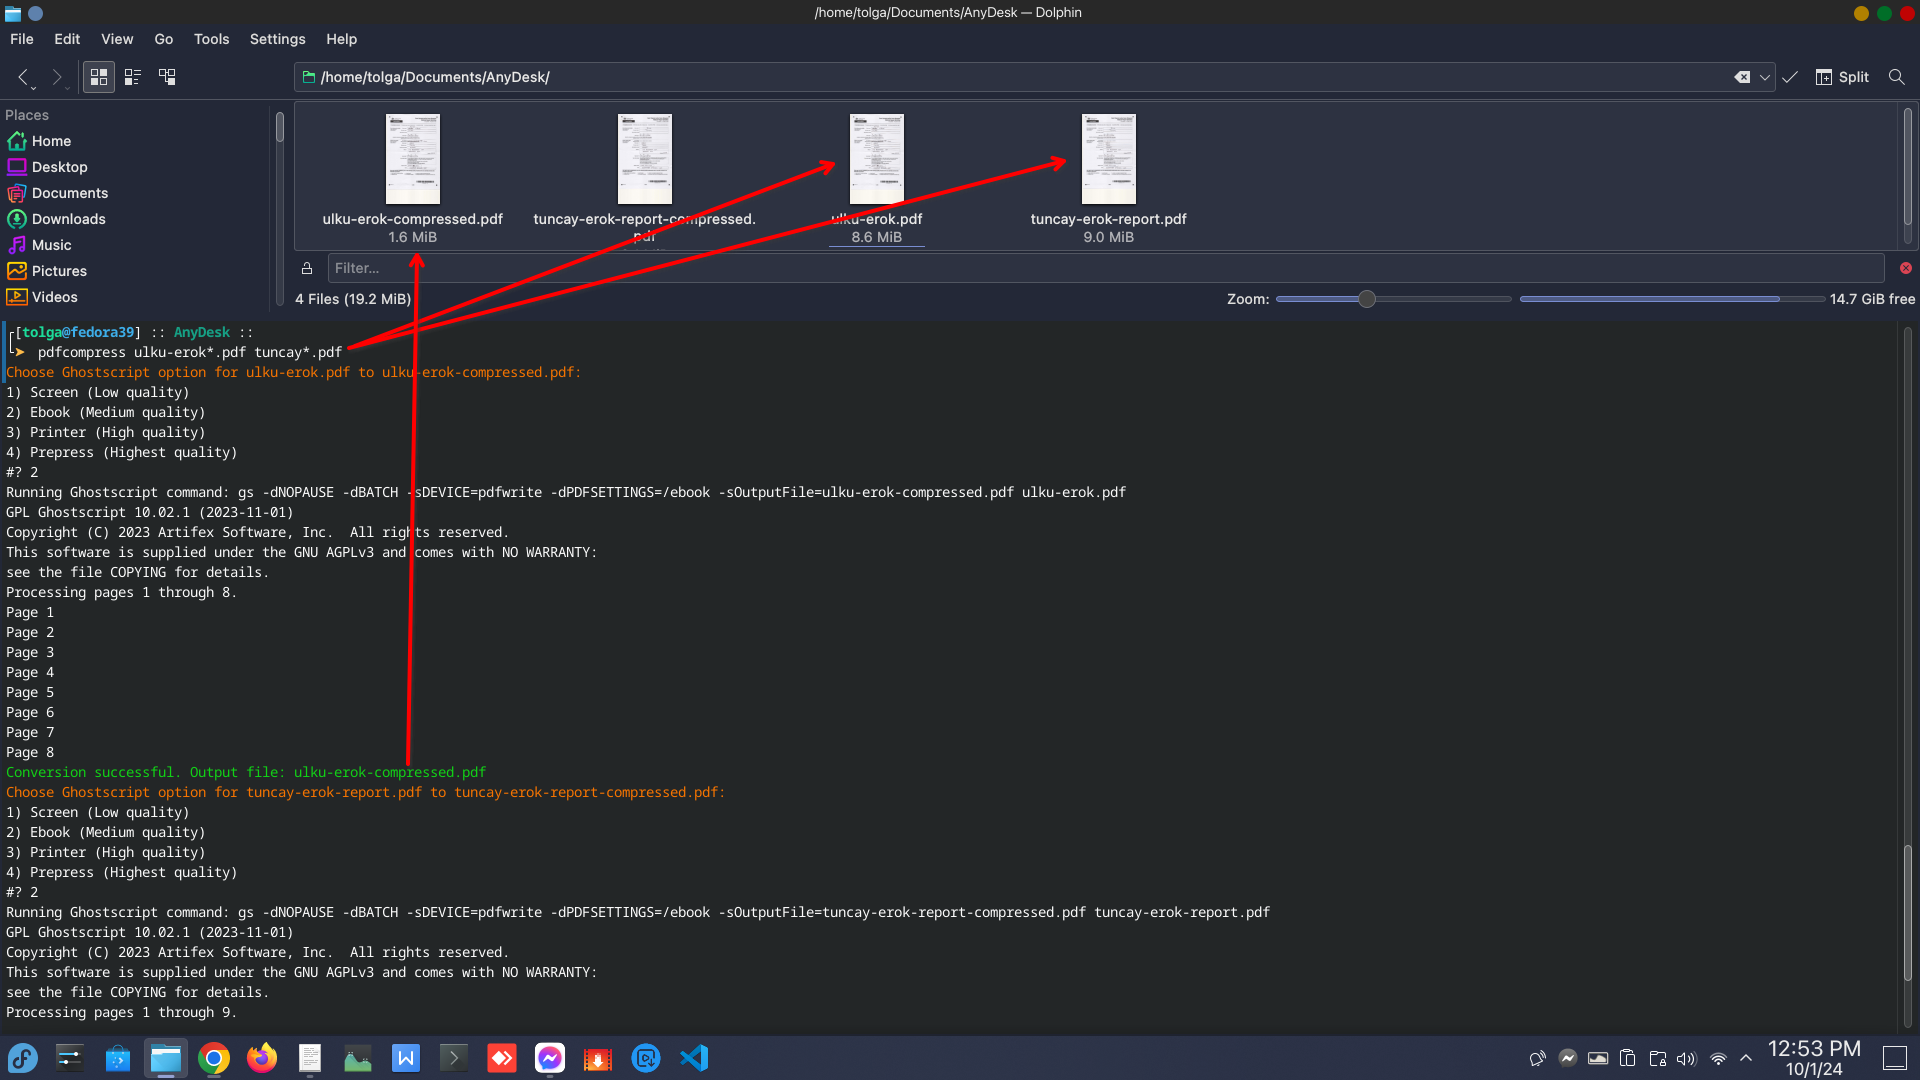 /home/tolga/Documents/AnyDesk — Dolphin
File Edit View Go Tools Settings Help
/home/tolga/Documents/AnyDesk/
Split
Places
Home
Desktop
Documents
Downloads
Music
Pictures
Videos
ulku-erok-compressed.pdf
1.6 MiB
tuncay-erok-report-compressed.
pdf
ulku-erok.pdf
8.6 MiB
tuncay-erok-report.pdf
9.0 MiB
Filter...
4 Files (19.2 MiB)
Zoom:
14.7 GiB free
[tolga@fedora39] :: AnyDesk ::
pdfcompress ulku-erok*.pdf tuncay*.pdf
Choose Ghostscript option for ulku-erok.pdf to ulku-erok-compressed.pdf:
1) Screen (Low quality)
2) Ebook (Medium quality)
3) Printer (High quality)
4) Prepress (Highest quality)
#? 2
Running Ghostscript command: gs -dNOPAUSE -dBATCH -sDEVICE=pdfwrite -dPDFSETTINGS=/ebook -sOutputFile=ulku-erok-compressed.pdf ulku-erok.pdf
GPL Ghostscript 10.02.1 (2023-11-01)
Copyright (C) 2023 Artifex Software, Inc.  All rights reserved.
This software is supplied under the GNU AGPLv3 and comes with NO WARRANTY:
see the file COPYING for details.
Processing pages 1 through 8.
Page 1
Page 2
Page 3
Page 4
Page 5
Page 6
Page 7
Page 8
Conversion successful. Output file: ulku-erok-compressed.pdf
Choose Ghostscript option for tuncay-erok-report.pdf to tuncay-erok-report-compressed.pdf:
1) Screen (Low quality)
2) Ebook (Medium quality)
3) Printer (High quality)
4) Prepress (Highest quality)
#? 2
Running Ghostscript command: gs -dNOPAUSE -dBATCH -sDEVICE=pdfwrite -dPDFSETTINGS=/ebook -sOutputFile=tuncay-erok-report-compressed.pdf tuncay-erok-report.pdf
GPL Ghostscript 10.02.1 (2023-11-01)
Copyright (C) 2023 Artifex Software, Inc.  All rights reserved.
This software is supplied under the GNU AGPLv3 and comes with NO WARRANTY:
see the file COPYING for details.
Processing pages 1 through 9.
12:53 PM
10/1/24